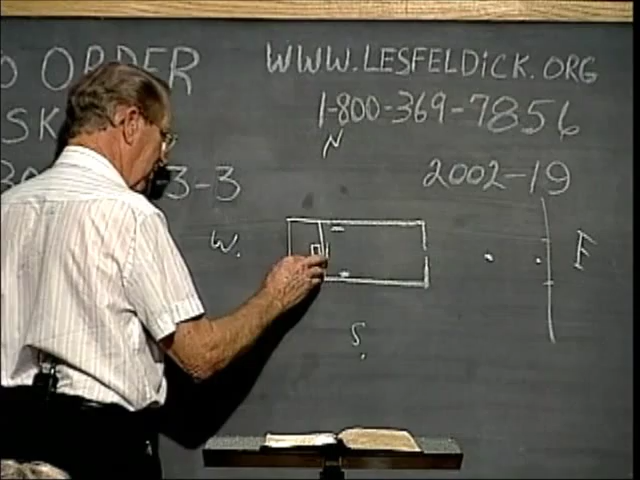 O ORDER
WWW.LESFELDICK.ORG
SK
1-800-369-7856
N
3-3
2002-19
W.
E
S.